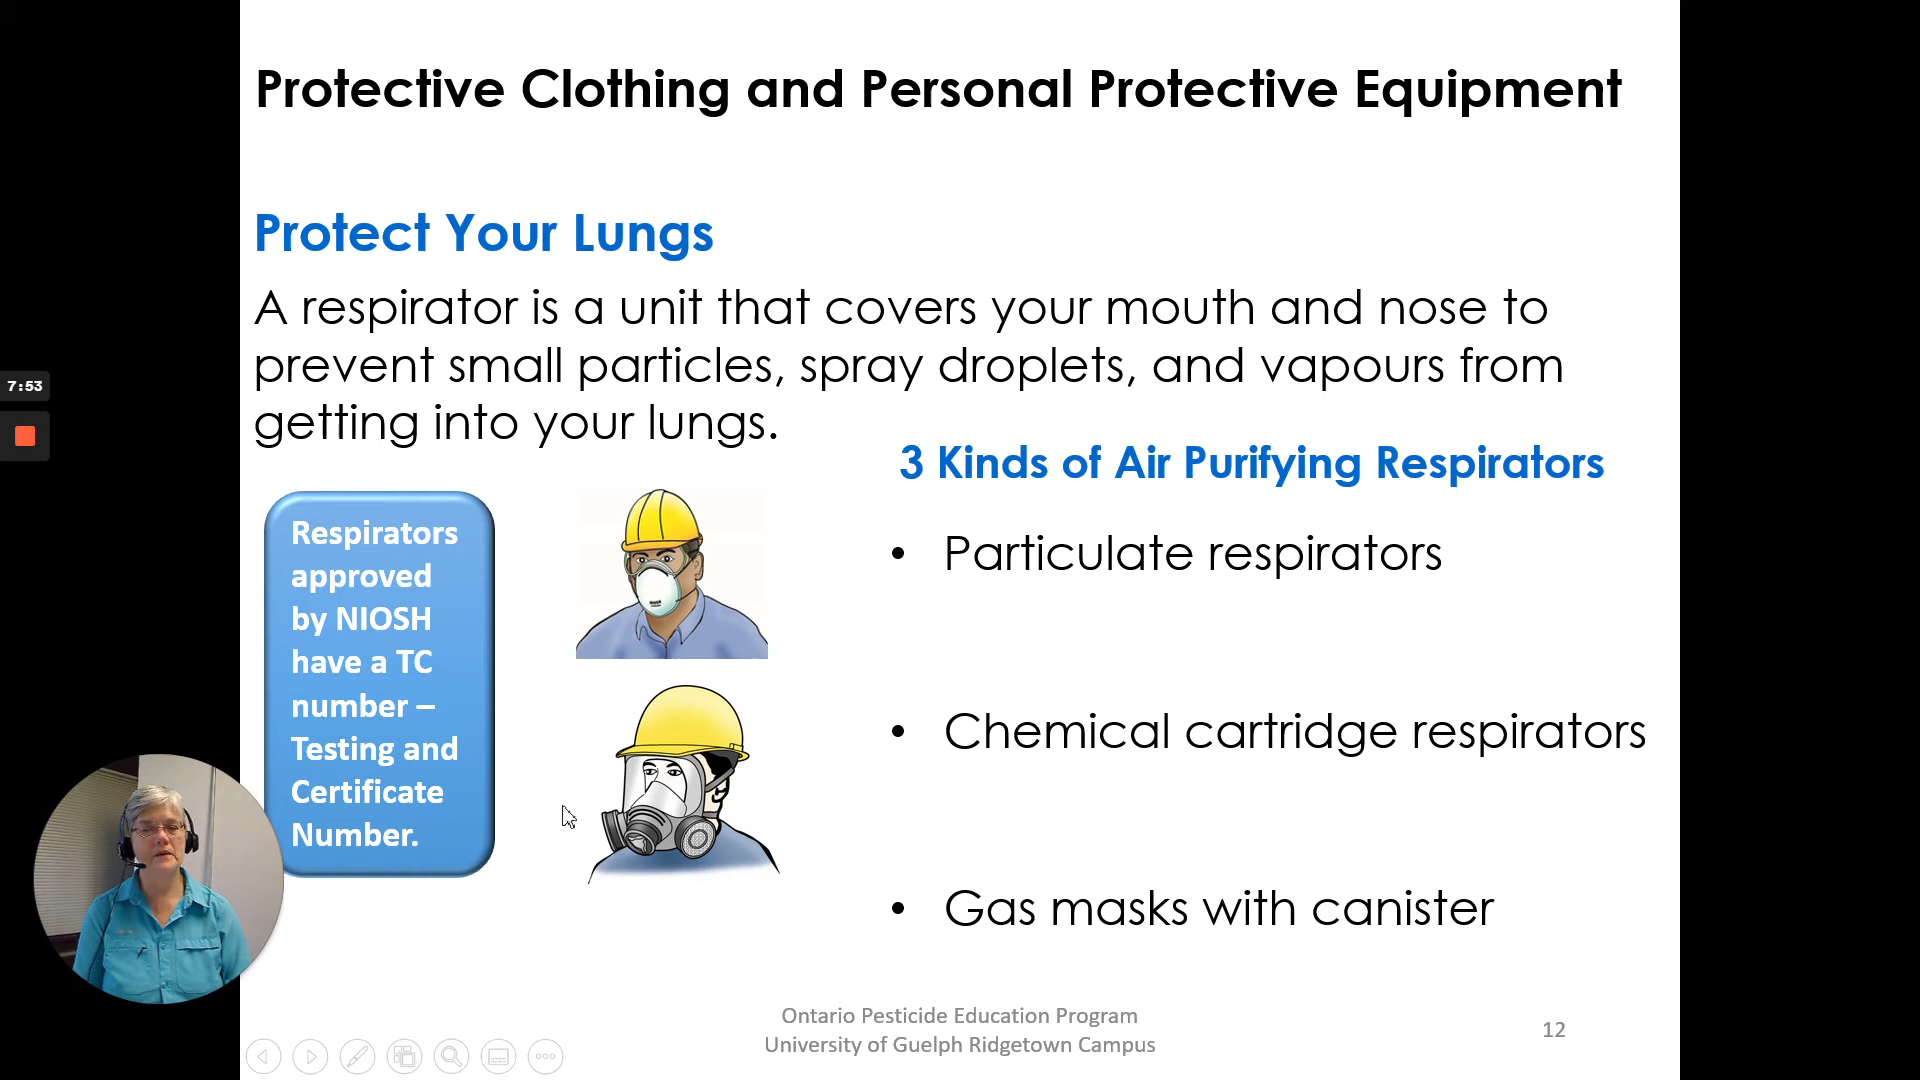 Protective Clothing and Personal Protective Equipment
Protect Your Lungs
A respirator is a unit that covers your mouth and nose to
prevent small particles, spray droplets, and vapours from
getting into your lungs.
7:53
3 Kinds of Air Purifying Respirators
Respirators
approved
by NIOSH
have a TC
number –
Testing and
Certificate
Number.
• Particulate respirators
• Chemical cartridge respirators
• Gas masks with canister
Ontario Pesticide Education Program
University of Guelph Ridgetown Campus
12